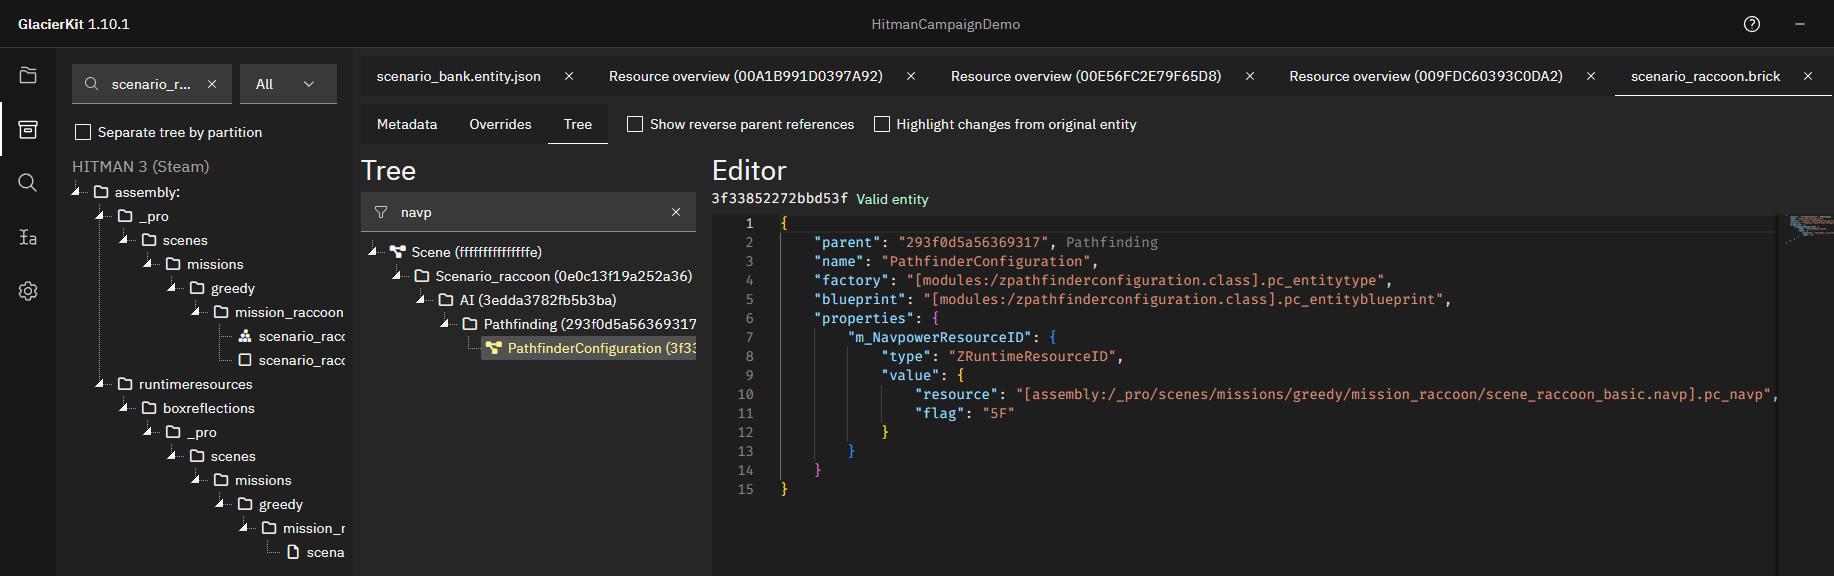 GlacierKit 1.10.1
HitmanCampaignDemo
scenario_r...
All
Separate tree by partition
HITMAN 3 (Steam)
assembly:
_pro
scenes
missions
greedy
mission_raccoon
scenario_racc
scenario_racc
runtimeresources
boxreflections
_pro
scenes
missions
greedy
mission_r
scena
scenario_bank.entity.json
Resource overview (00A1B991D0397A92)
Resource overview (00E56FC2E79F65D8)
Resource overview (009FDC60393C0DA2)
scenario_raccoon.brick
Metadata
Overrides
Tree
Show reverse parent references
Highlight changes from original entity
Tree
navp
Scene (fffffffffffffffe)
Scenario_raccoon (0e0c13f19a252a36)
AI (3edda3782fb5b3ba)
Pathfinding (293f0d5a56369317
PathfinderConfiguration (3f33
Editor
3f33852272bbd53f Valid entity
1 {
2 "parent": "293f0d5a56369317", Pathfinding
3 "name": "PathfinderConfiguration",
4 "factory": "[modules:/zpathfinderconfiguration.class].pc_entitytype",
5 "blueprint": "[modules:/zpathfinderconfiguration.class].pc_entityblueprint",
6 "properties": {
7 "m_NavpowerResourceID": {
8 "type": "ZRuntimeResourceID",
9 "value": {
10 "resource": "[assembly:/_pro/scenes/missions/greedy/mission_raccoon/scene_raccoon_basic.navp].pc_navp",
11 "flag": "5F"
12 }
13 }
14 }
15 }